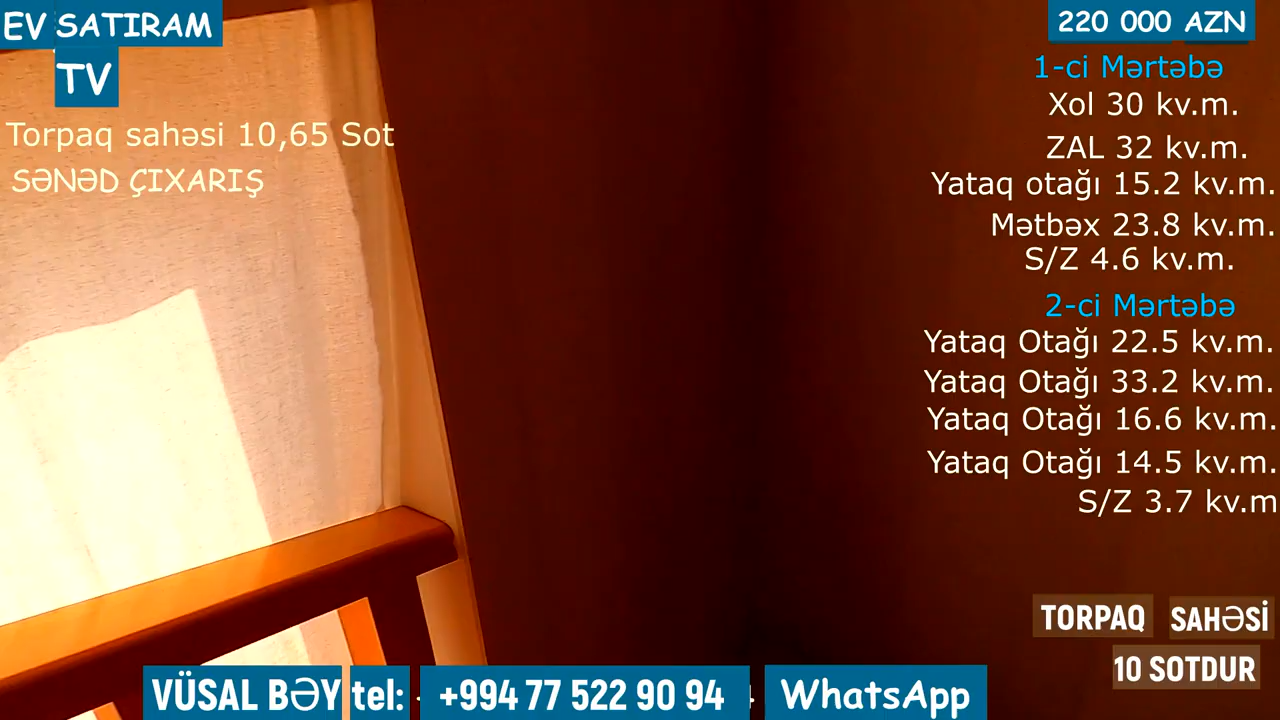 EV SATIRAM
TV
Torpaq sahəsi 10,65 Sot
SƏNƏD ÇIXARIŞ
220 000 AZN
1-ci Mərtəbə
Xol 30 kv.m.
ZAL 32 kv.m.
Yataq otağı 15.2 kv.m.
Mətbəx 23.8 kv.m.
S/Z 4.6 kv.m.
2-ci Mərtəbə
Yataq Otağı 22.5 kv.m.
Yataq Otağı 33.2 kv.m.
Yataq Otağı 16.6 kv.m.
Yataq Otağı 14.5 kv.m.
S/Z 3.7 kv.m
TORPAQ SAHƏSİ
10 SOTDUR
VÜSAL BƏY tel: +994 77 522 90 94 WhatsApp